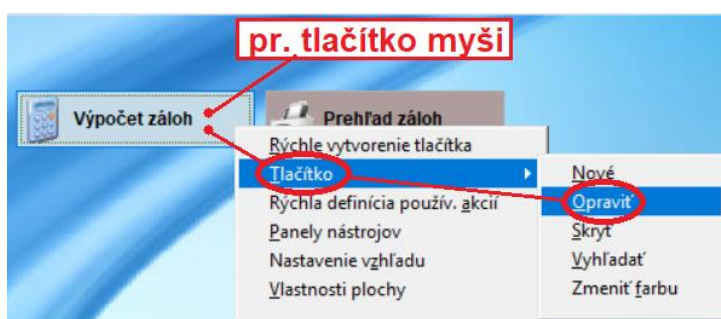 pr. tlačítko myši
Výpočet záloh
Prehľad záloh
Rýchle vytvorenie tlačítka
Tlačítko
Rýchla definícia použív. akcií
Panely nástrojov
Nastavenie vzhľadu
Vlastnosti plochy
Nové
Opraviť
Skryť
Vyhľadať
Zmeniť farbu